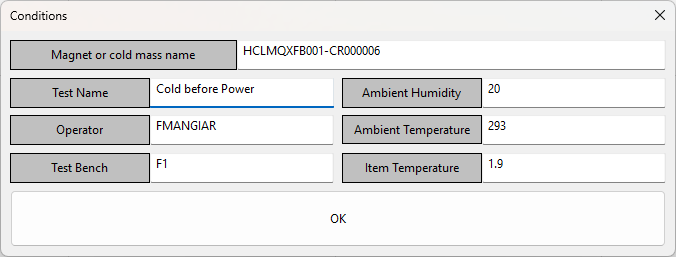 Conditions
Magnet or cold mass name HCLMQXFB001-CR000006
Test Name Cold before Power Ambient Humidity 20
Operator FMANGIAR Ambient Temperature 293
Test Bench F1 Item Temperature 1.9
OK